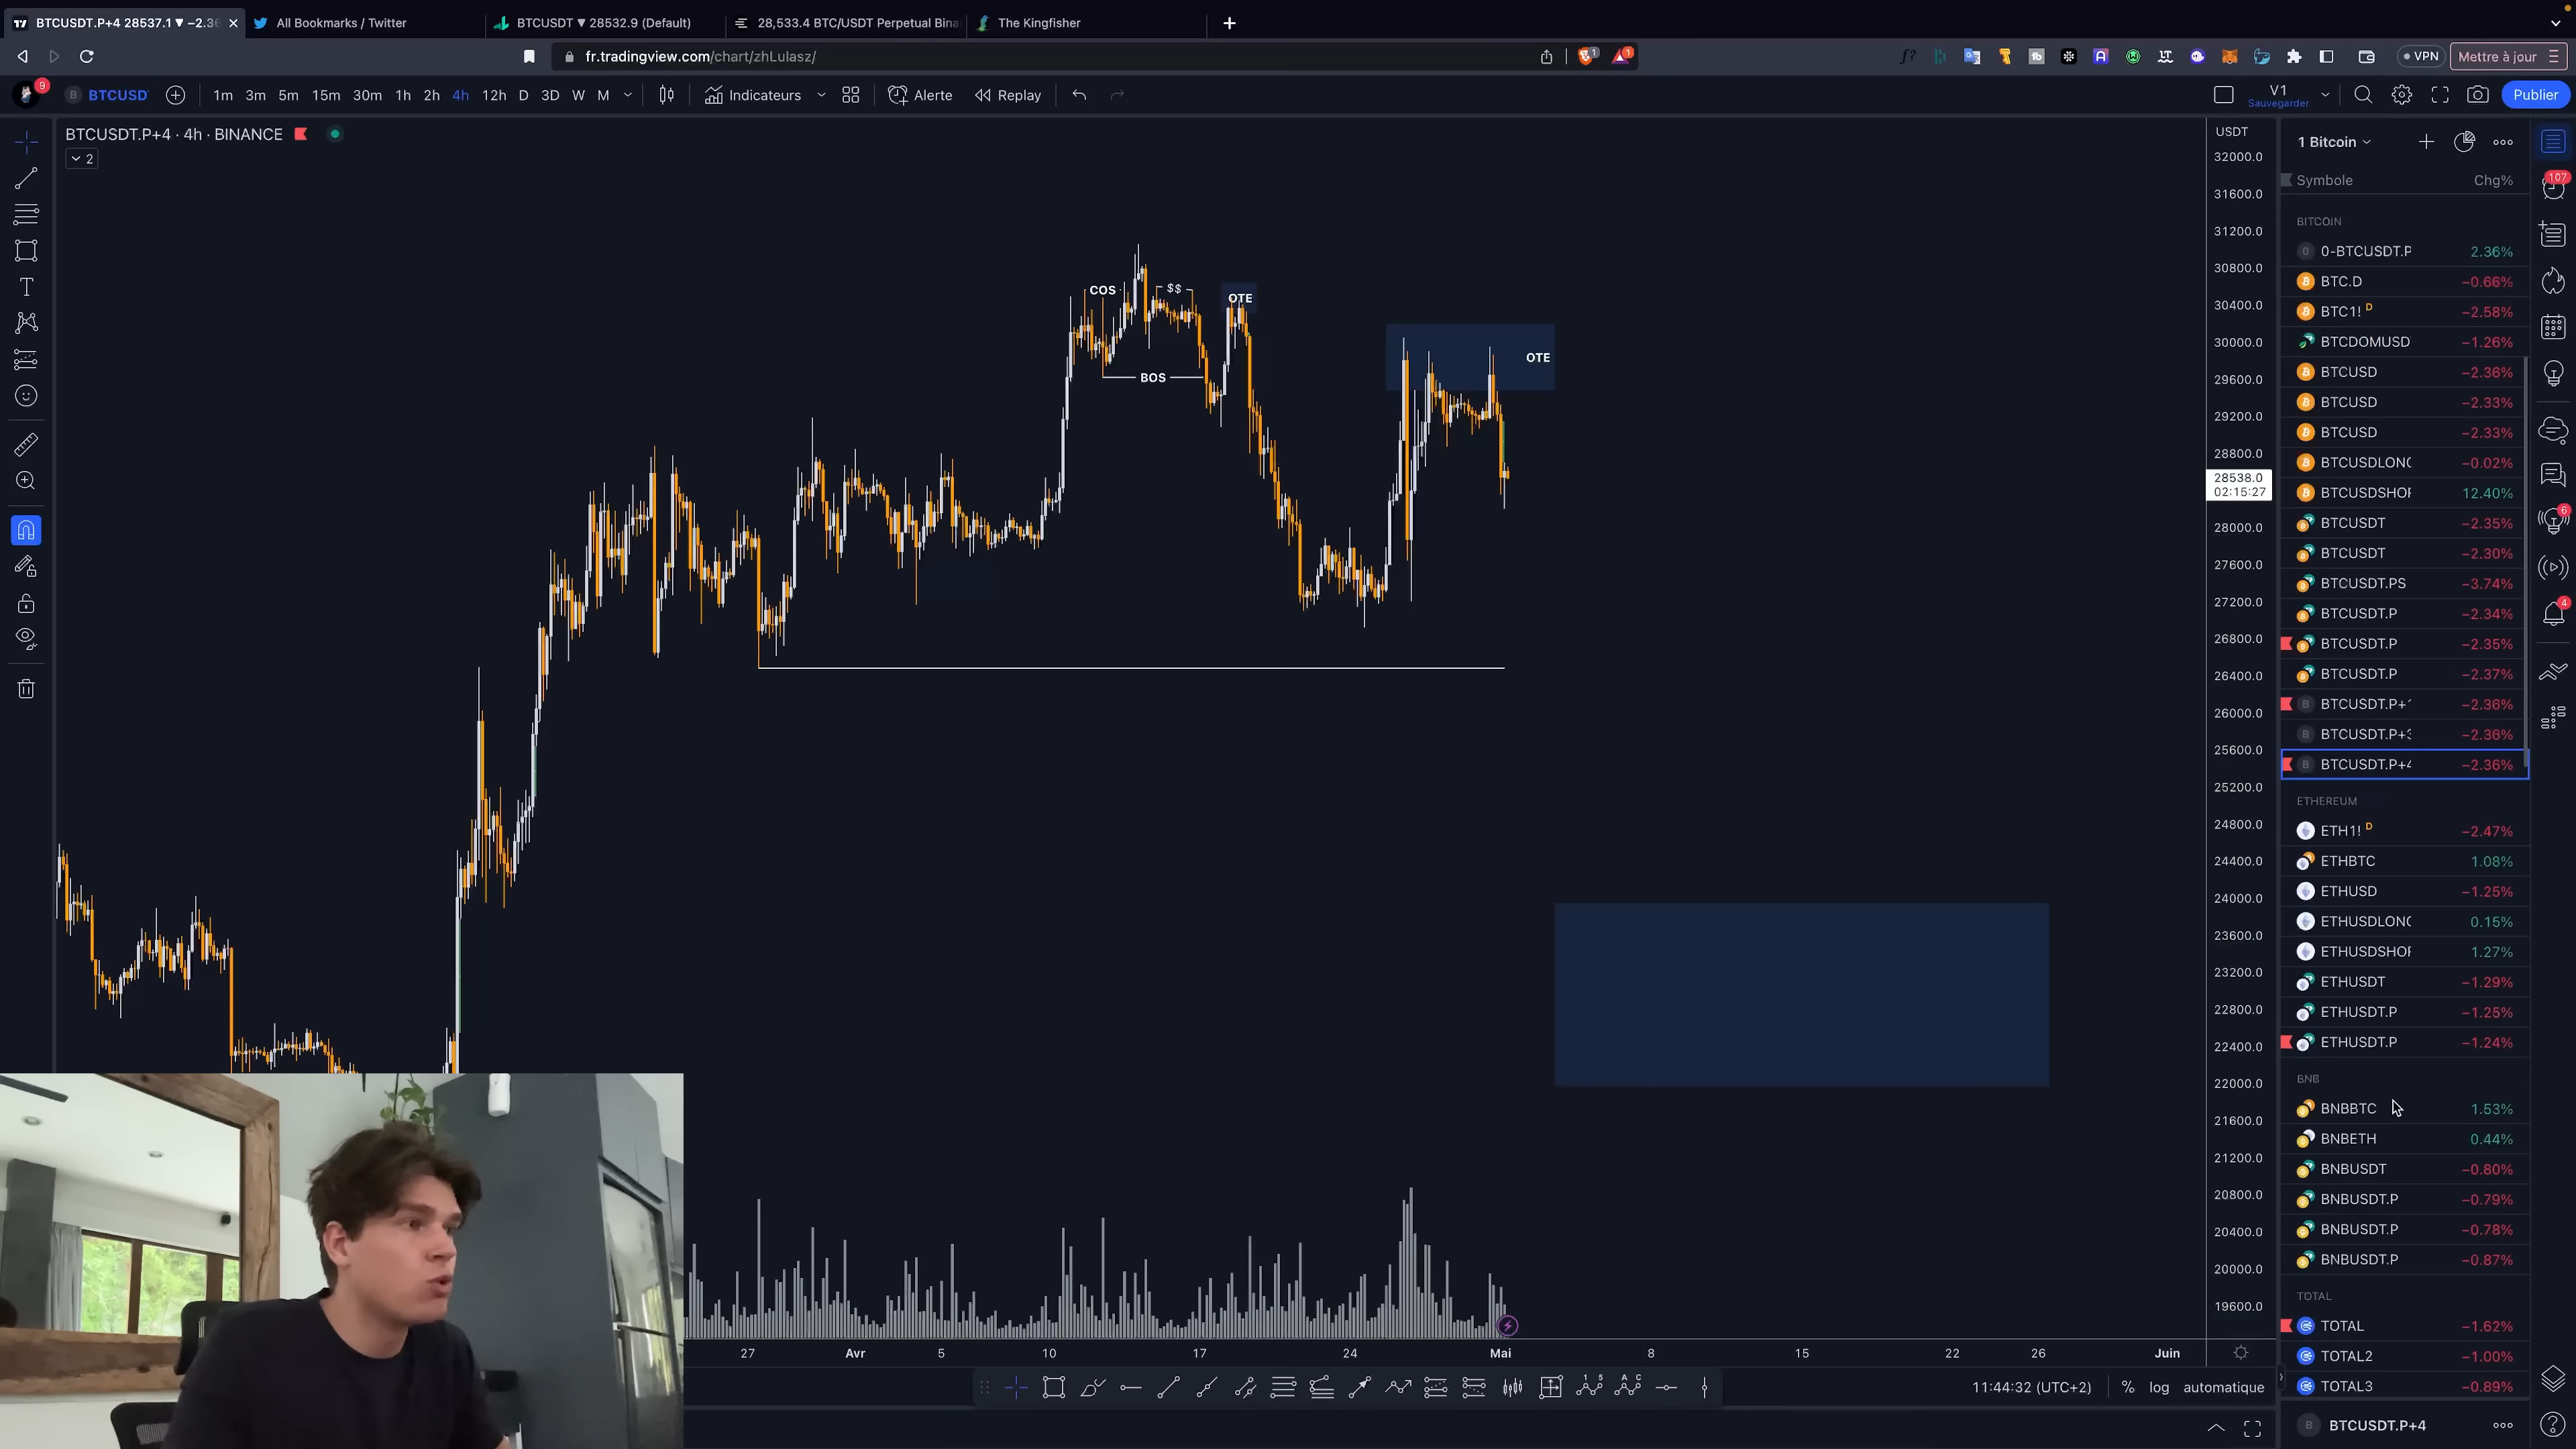 BTCUSDT.P+4 28537.1 ▼ −2.36
All Bookmarks / Twitter
BTCUSDT ▼ 28532.9 (Default)
28,533.4 BTC/USDT Perpetual Bina
The Kingfisher
fr.tradingview.com/chart/zhLulasz/
1
1
VPN
Mettre à jour
9
BTCUSD
1m 3m 5m 15m 30m 1h 2h 4h 12h D 3D W M
Indicateurs
Alerte
Replay
V1
Sauvegarder
Publier
BTCUSDT.P+4 · 4h · BINANCE
2
COS
$$
BOS
OTE
OTE
USDT
32000.0
31600.0
31200.0
30800.0
30400.0
30000.0
29600.0
29200.0
28800.0
28538.0
02:15:27
28000.0
27600.0
27200.0
26800.0
26400.0
26000.0
25600.0
25200.0
24800.0
24400.0
24000.0
23600.0
23200.0
22800.0
22400.0
22000.0
21600.0
21200.0
20800.0
20400.0
20000.0
19600.0
1 Bitcoin
Symbole Chg%
BITCOIN
0-BTCUSDT.P 2.36%
BTC.D −0.66%
BTC1! D −2.58%
BTCDOMUSD −1.26%
BTCUSD −2.36%
BTCUSD −2.33%
BTCUSD −2.33%
BTCUSDLONG −0.02%
BTCUSDSHOR 12.40%
BTCUSDT −2.35%
BTCUSDT −2.30%
BTCUSDT.PS −3.74%
BTCUSDT.P −2.34%
BTCUSDT.P −2.35%
BTCUSDT.P −2.37%
BTCUSDT.P+ −2.36%
BTCUSDT.P+3 −2.36%
BTCUSDT.P+4 −2.36%
ETHEREUM
ETH1! D −2.47%
ETHBTC 1.08%
ETHUSD −1.25%
ETHUSDLONG 0.15%
ETHUSDSHOR 1.27%
ETHUSDT −1.29%
ETHUSDT.P −1.25%
ETHUSDT.P −1.24%
BNB
BNBBTC 1.53%
BNBETH 0.44%
BNBUSDT −0.80%
BNBUSDT.P −0.79%
BNBUSDT.P −0.78%
BNBUSDT.P −0.87%
TOTAL
TOTAL −1.62%
TOTAL2 −1.00%
TOTAL3 −0.89%
BTCUSDT.P+4
107
6
4
27 Avr 5 10 17 24 Mai 8 15 22 26 Juin
11:44:32 (UTC+2) % log automatique